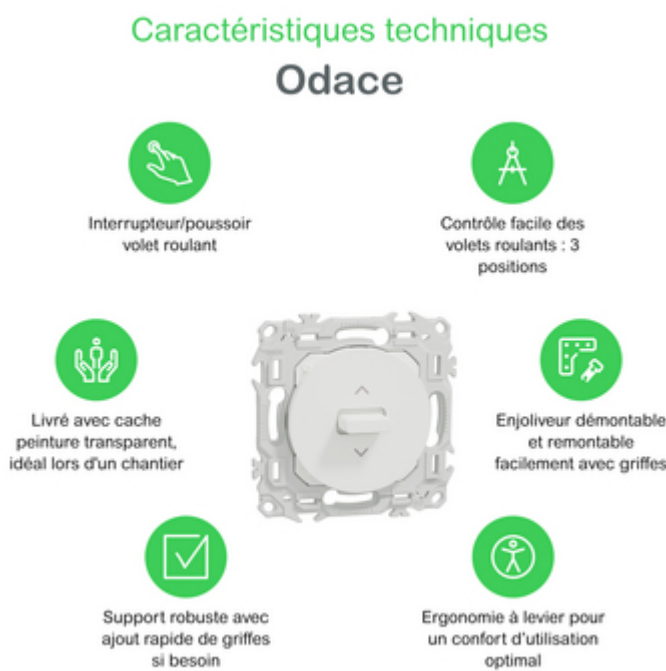 Caractéristiques techniques
Odace
Interrupteur/poussoir
volet roulant
Contrôle facile des
volets roulants : 3
positions
Livré avec cache
peinture transparent,
idéal lors d'un chantier
Enjoliveur démontable
et remontable
facilement avec griffes
Support robuste avec
ajout rapide de griffes
si besoin
Ergonomie à levier pour
un confort d'utilisation
optimal